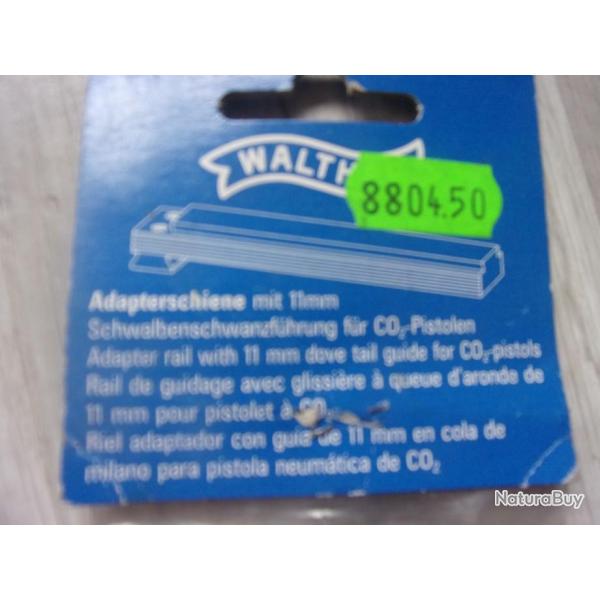 WALTH
8804.50
Adapterschiene mit 11mm
Schwalbenschwanzführung für CO₂-Pistolen
Adapter rail with 11 mm dove tail guide for CO₂-pistols
Rail de guidage avec glissière à queue d'aronde de
11 mm pour pistolet à CO₂
Riel adaptador con guía de 11 mm en cola de
milano para pistola neumática de CO₂
NaturaBuy